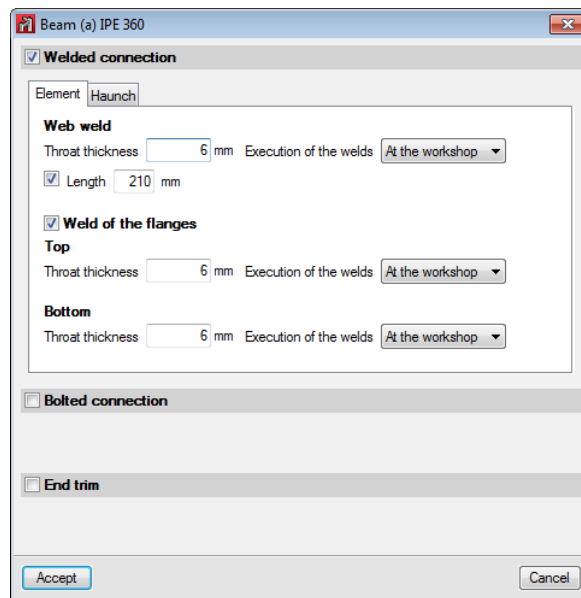 Beam (a) IPE 360
Welded connection
Element Haunch
Web weld
Throat thickness 6 mm Execution of the welds At the workshop
Length 210 mm
Weld of the flanges
Top
Throat thickness 6 mm Execution of the welds At the workshop
Bottom
Throat thickness 6 mm Execution of the welds At the workshop
Bolted connection
End trim
Accept Cancel